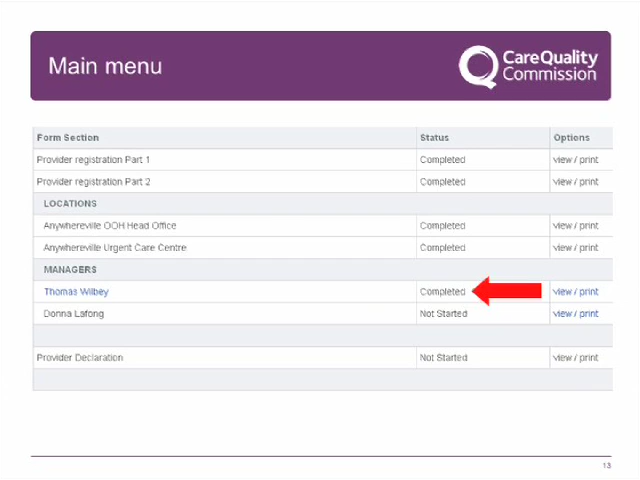 Main menu
CareQuality
Commission
Form Section Status Options
Provider registration Part 1 Completed view / print
Provider registration Part 2 Completed view / print
LOCATIONS
Anywhereville OOH Head Office Completed view / print
Anywhereville Urgent Care Centre Completed view / print
MANAGERS
Thomas Wilbey Completed view / print
Donna Lafong Not Started view / print
Provider Declaration Not Started view / print
13